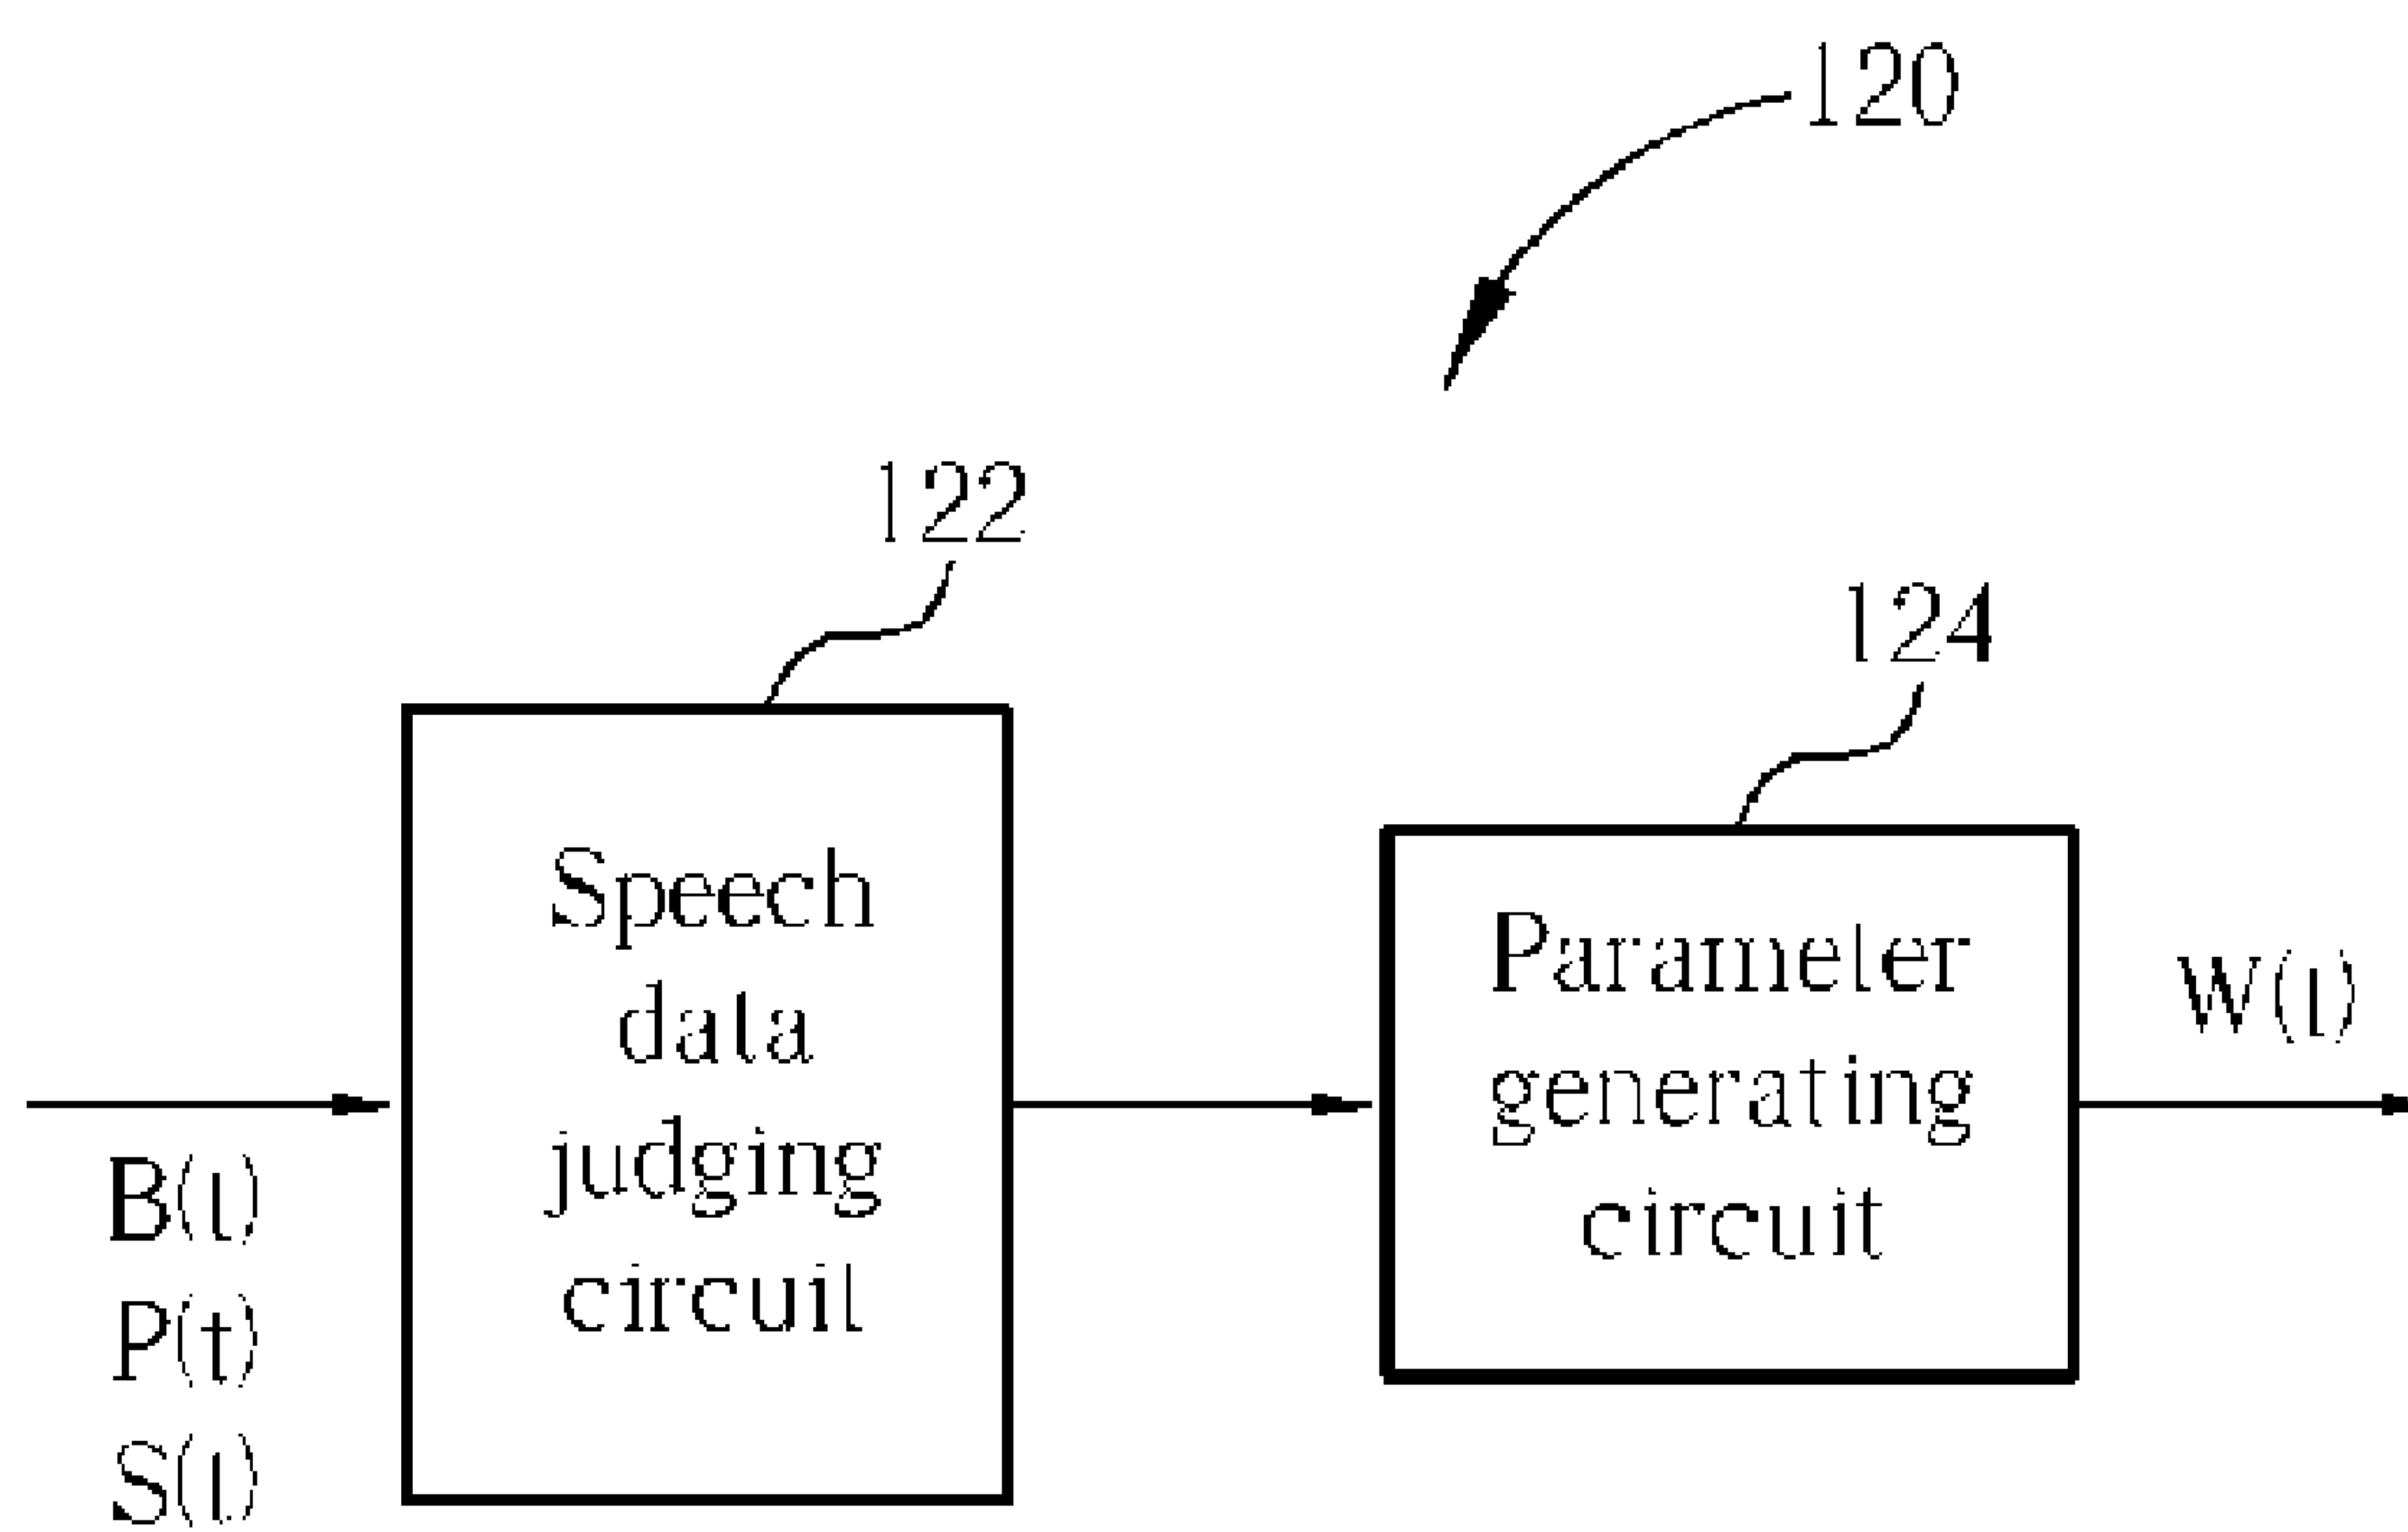 120
122
124
Speech
data
judging
circuit
Parameter
generating
circuit
W(t)
B(t)
P(t)
S(t)